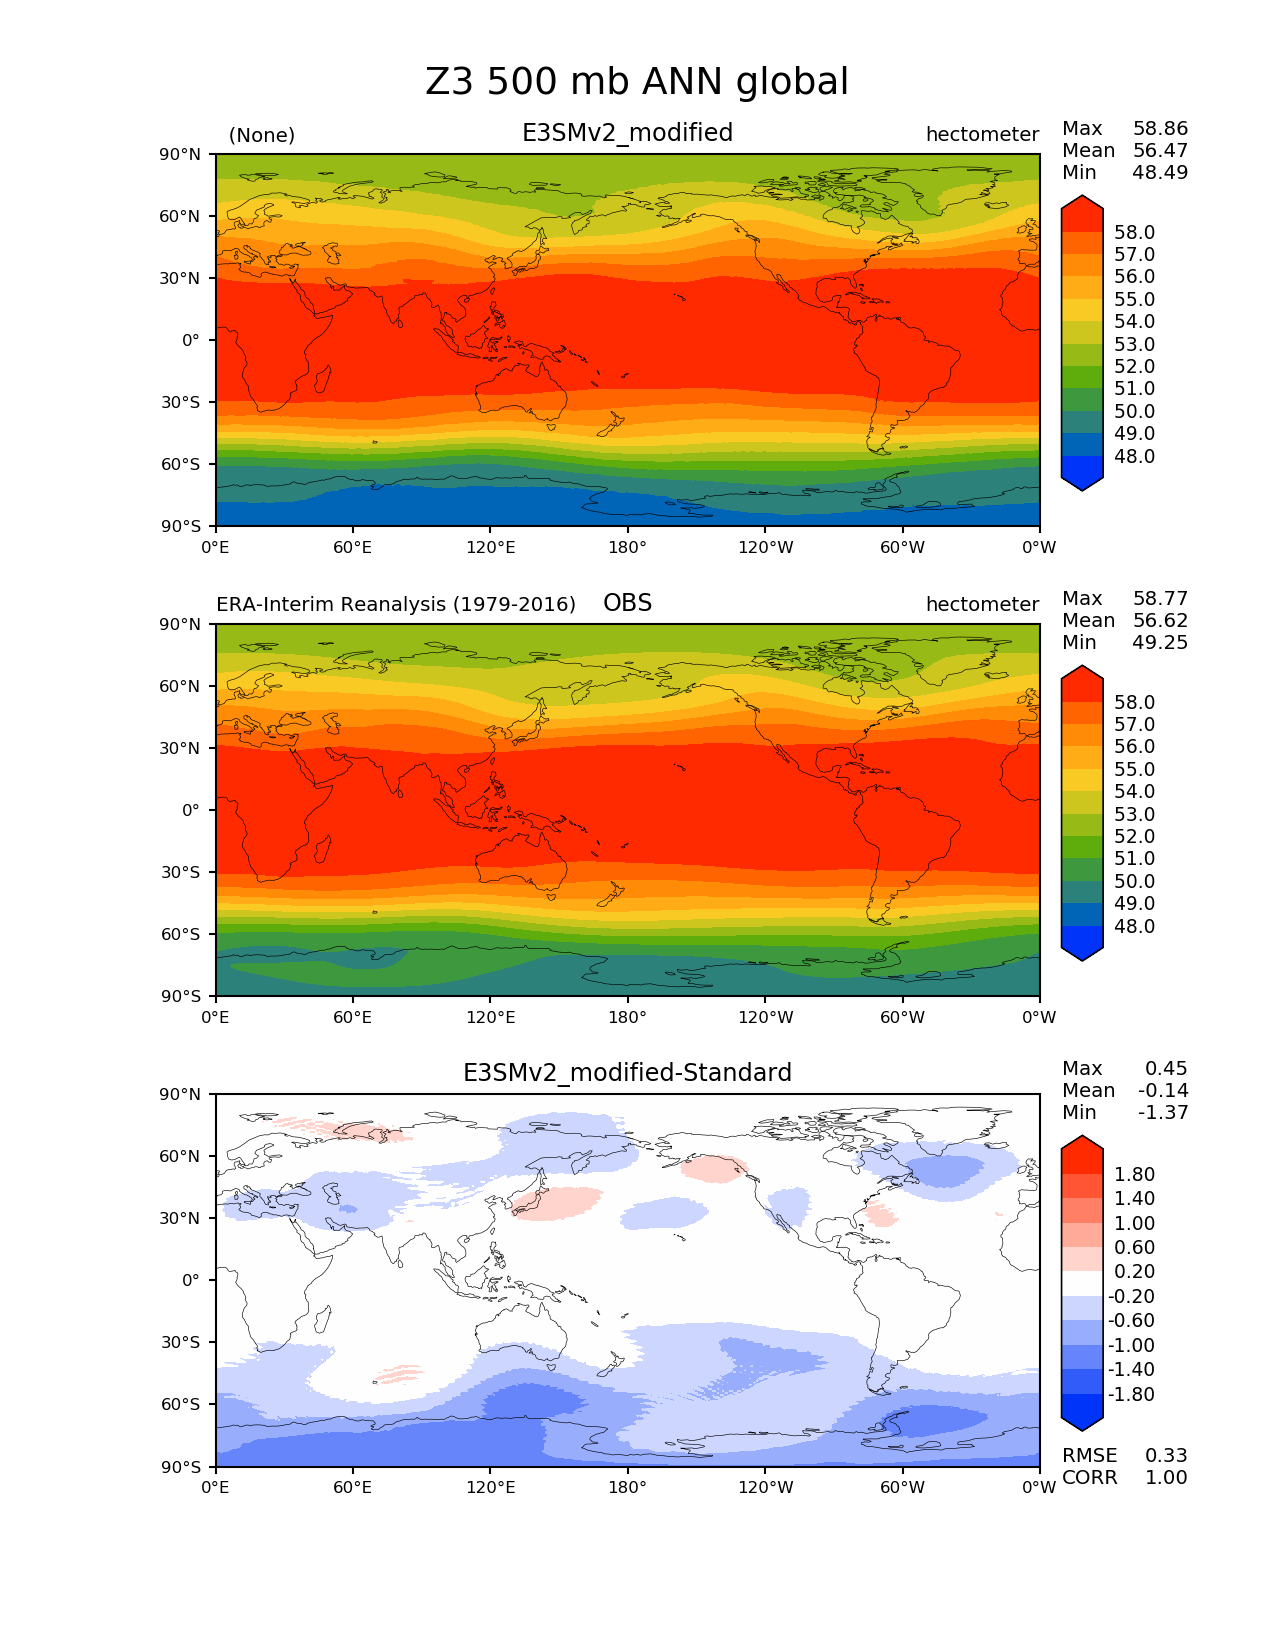 Z3 500 mb ANN global
(None) E3SMv2_modified hectometer
Max 58.86
Mean 56.47
Min 48.49
90°N
60°N
30°N
0°
30°S
60°S
90°S
0°E 60°E 120°E 180° 120°W 60°W 0°W
58.0
57.0
56.0
55.0
54.0
53.0
52.0
51.0
50.0
49.0
48.0
ERA-Interim Reanalysis (1979-2016) OBS hectometer
Max 58.77
Mean 56.62
Min 49.25
90°N
60°N
30°N
0°
30°S
60°S
90°S
0°E 60°E 120°E 180° 120°W 60°W 0°W
58.0
57.0
56.0
55.0
54.0
53.0
52.0
51.0
50.0
49.0
48.0
E3SMv2_modified-Standard
Max 0.45
Mean -0.14
Min -1.37
90°N
60°N
30°N
0°
30°S
60°S
90°S
0°E 60°E 120°E 180° 120°W 60°W 0°W
1.80
1.40
1.00
0.60
0.20
-0.20
-0.60
-1.00
-1.40
-1.80
RMSE 0.33
CORR 1.00